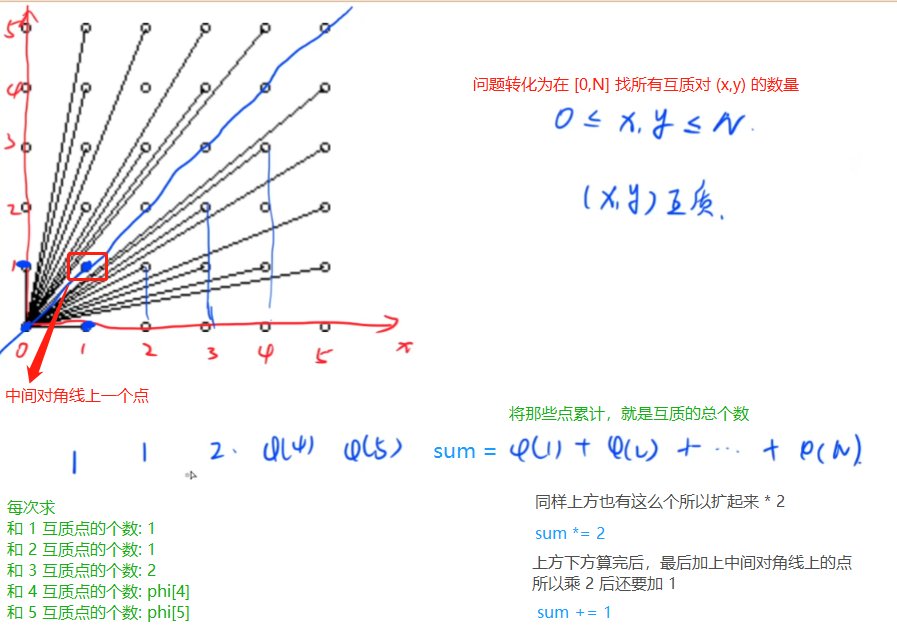 5
4
3
2
1
0 1 2 3 4 5 x
问题转化为在 [0,N] 找所有互质对 (x,y) 的数量
0 ≤ x,y ≤ N.
(x,y)互质.
中间对角线上一个点
将那些点累计，就是互质的总个数
1 1 2. φ(4) φ(5)
sum = φ(1) + φ(2) + ⋯ + φ(N).
每次求
和 1 互质点的个数: 1
和 2 互质点的个数: 1
和 3 互质点的个数: 2
和 4 互质点的个数: phi[4]
和 5 互质点的个数: phi[5]
同样上方也有这么个所以扩起来 * 2
sum *= 2
上方下方算完后，最后加上中间对角线上的点
所以乘 2 后还要加 1
sum += 1